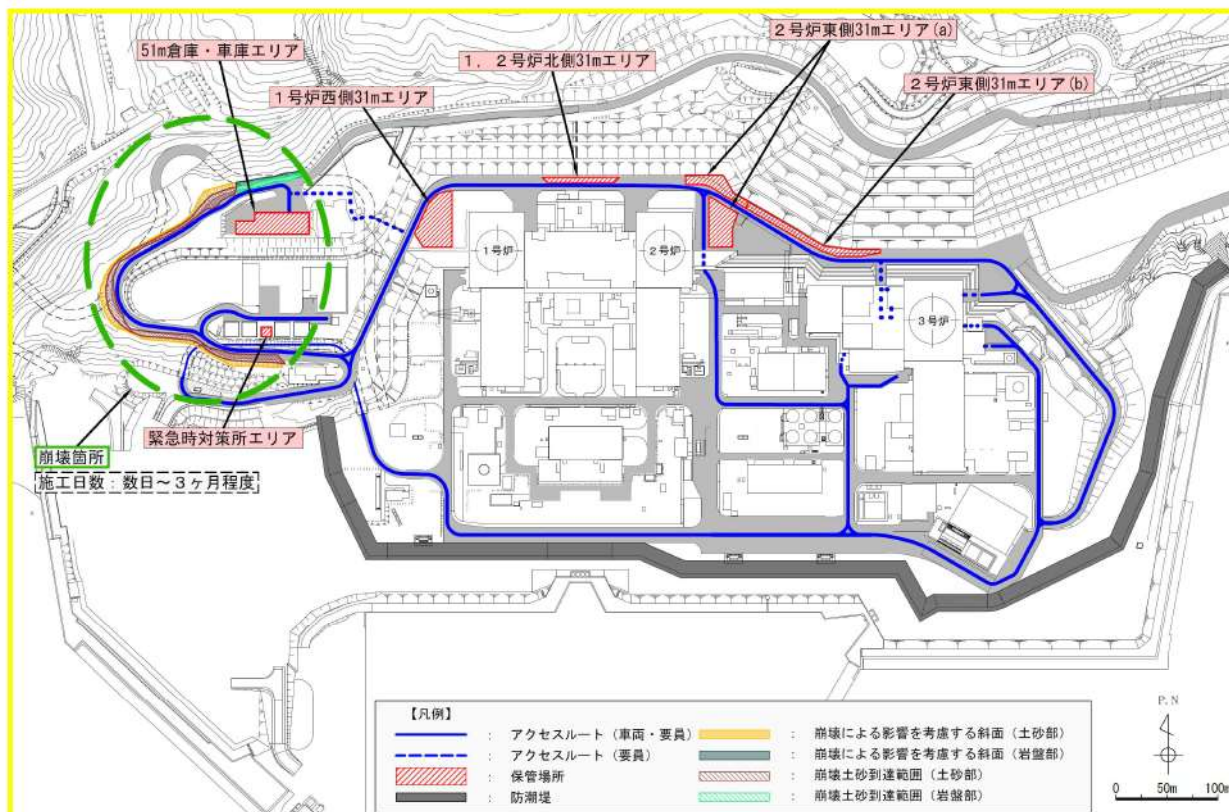 ２号炉東側31mエリア(a)
51m倉庫・車庫エリア
１，２号炉北側31mエリア
２号炉東側31mエリア(b)
１号炉西側31mエリア
１号炉
２号炉
３号炉
緊急時対策所エリア
崩壊箇所
施工日数：数日～３ヶ月程度
【凡例】
： アクセスルート（車両・要員）
： アクセスルート（要員）
： 保管場所
： 防潮堤
： 崩壊による影響を考慮する斜面（土砂部）
： 崩壊による影響を考慮する斜面（岩盤部）
： 崩壊土砂到達範囲（土砂部）
： 崩壊土砂到達範囲（岩盤部）
P.N
0 50m 100m